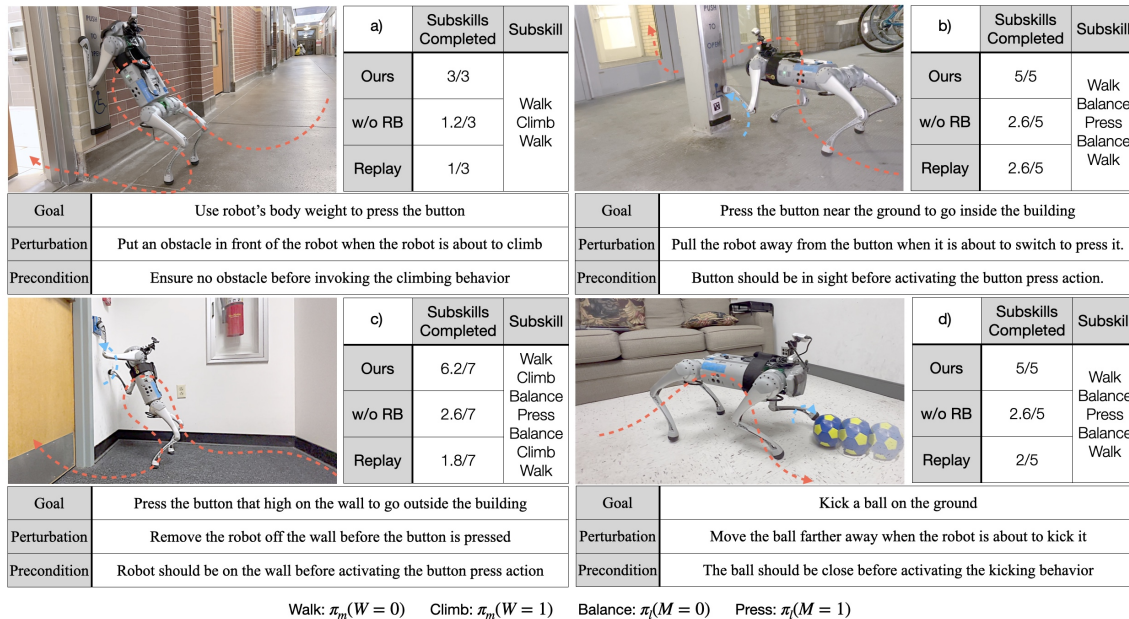 PUSH
TO
a)
Subskills
Completed
Subskill
Ours
3/3
w/o RB
1.2/3
Replay
1/3
Walk
Climb
Walk
Goal
Use robot's body weight to press the button
Perturbation
Put an obstacle in front of the robot when the robot is about to climb
Precondition
Ensure no obstacle before invoking the climbing behavior
PUSH
TO
OPEN
b)
Subskills
Completed
Subskill
Ours
5/5
w/o RB
2.6/5
Replay
2.6/5
Walk
Balance
Press
Balance
Walk
Goal
Press the button near the ground to go inside the building
Perturbation
Pull the robot away from the button when it is about to switch to press it.
Precondition
Button should be in sight before activating the button press action.
c)
Subskills
Completed
Subskill
Ours
6.2/7
w/o RB
2.6/7
Replay
1.8/7
Walk
Climb
Balance
Press
Balance
Climb
Walk
Goal
Press the button that high on the wall to go outside the building
Perturbation
Remove the robot off the wall before the button is pressed
Precondition
Robot should be on the wall before activating the button press action
d)
Subskills
Completed
Subskill
Ours
5/5
w/o RB
2.6/5
Replay
2/5
Walk
Balance
Press
Balance
Walk
Goal
Kick a ball on the ground
Perturbation
Move the ball farther away when the robot is about to kick it
Precondition
The ball should be close before activating the kicking behavior
Walk: π_m(W = 0) Climb: π_m(W = 1) Balance: π_l(M = 0) Press: π_l(M = 1)